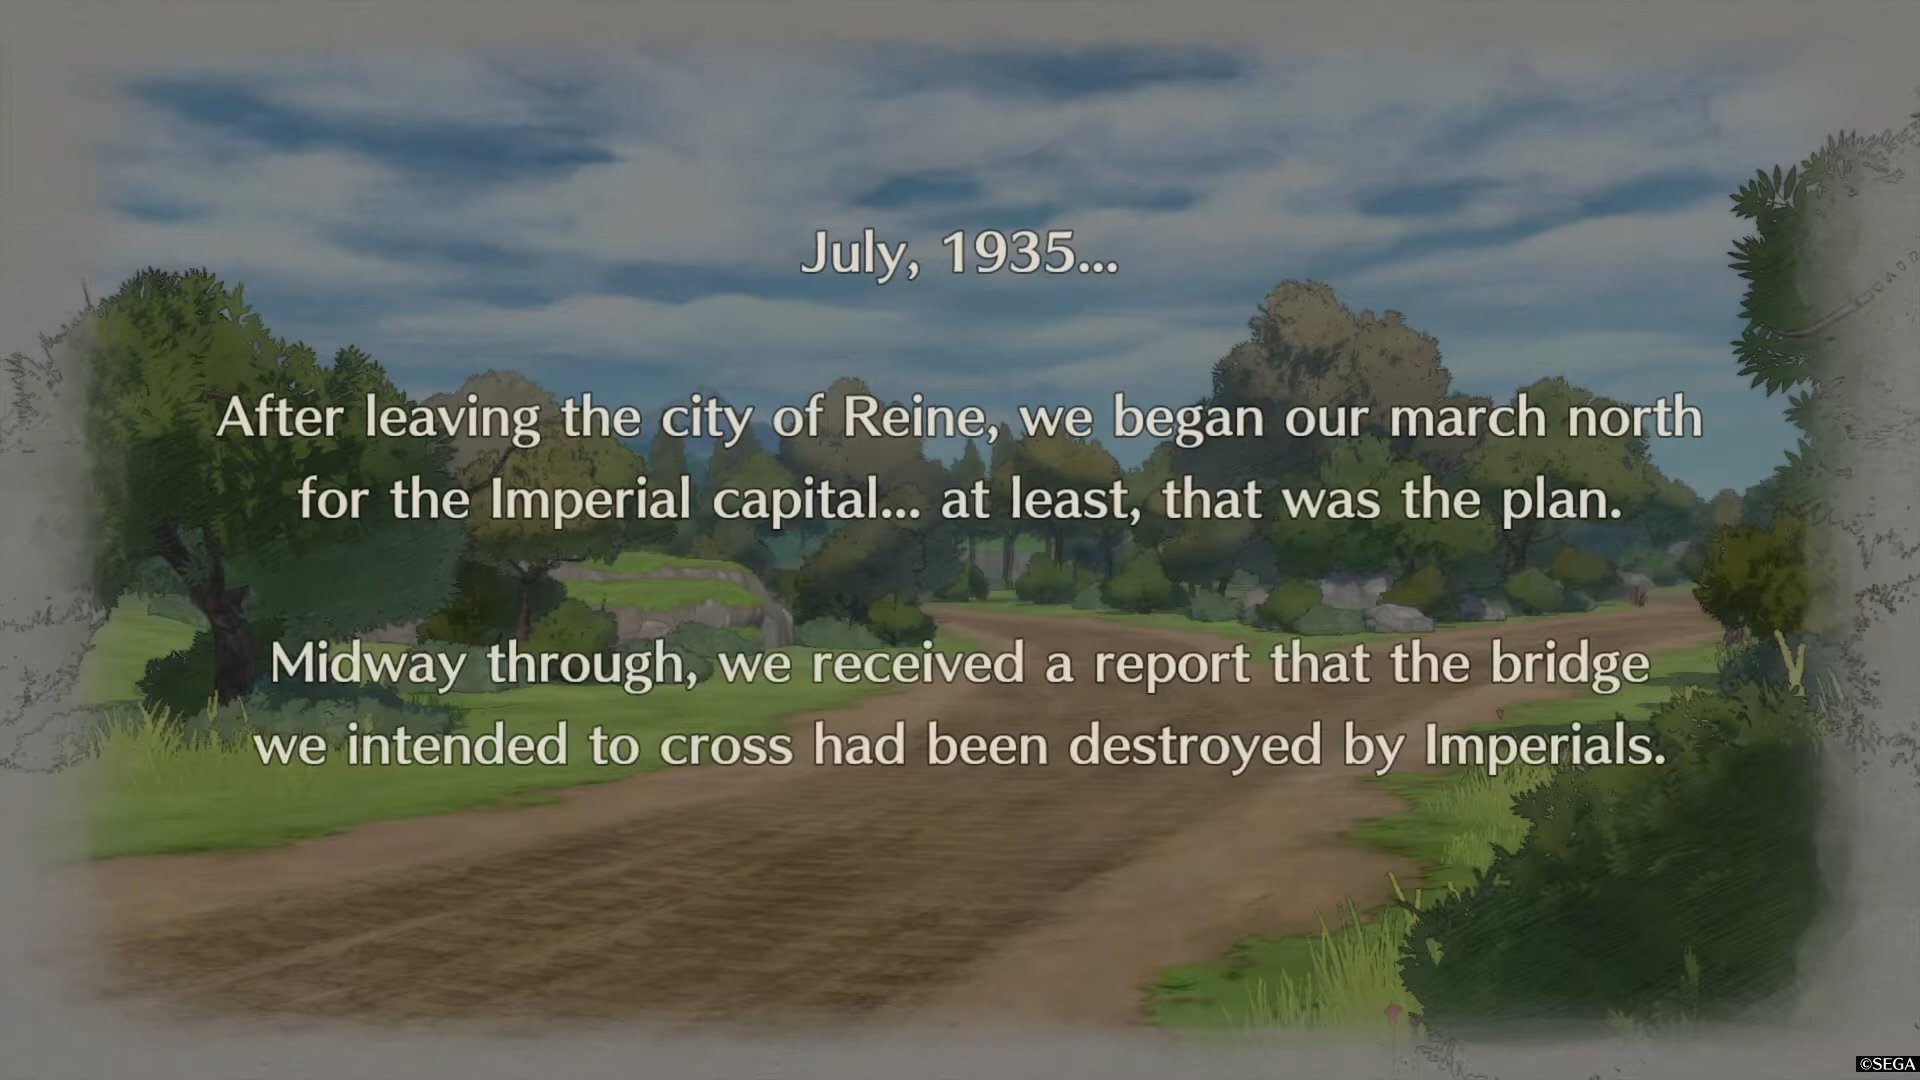 July, 1935...
After leaving the city of Reine, we began our march north
for the Imperial capital... at least, that was the plan.
Midway through, we received a report that the bridge
we intended to cross had been destroyed by Imperials.
©SEGA